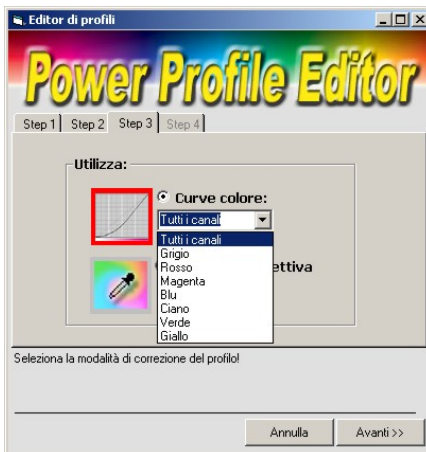 Editor di profili
Power Profile Editor
Step 1 Step 2 Step 3 Step 4
Utilizza:
Curve colore:
Tutti i canali
Tutti i canali
Grigio
Rosso
ettiva
Magenta
Blu
Ciano
Verde
Giallo
Seleziona la modalità di correzione del profilo!
Annulla Avanti >>